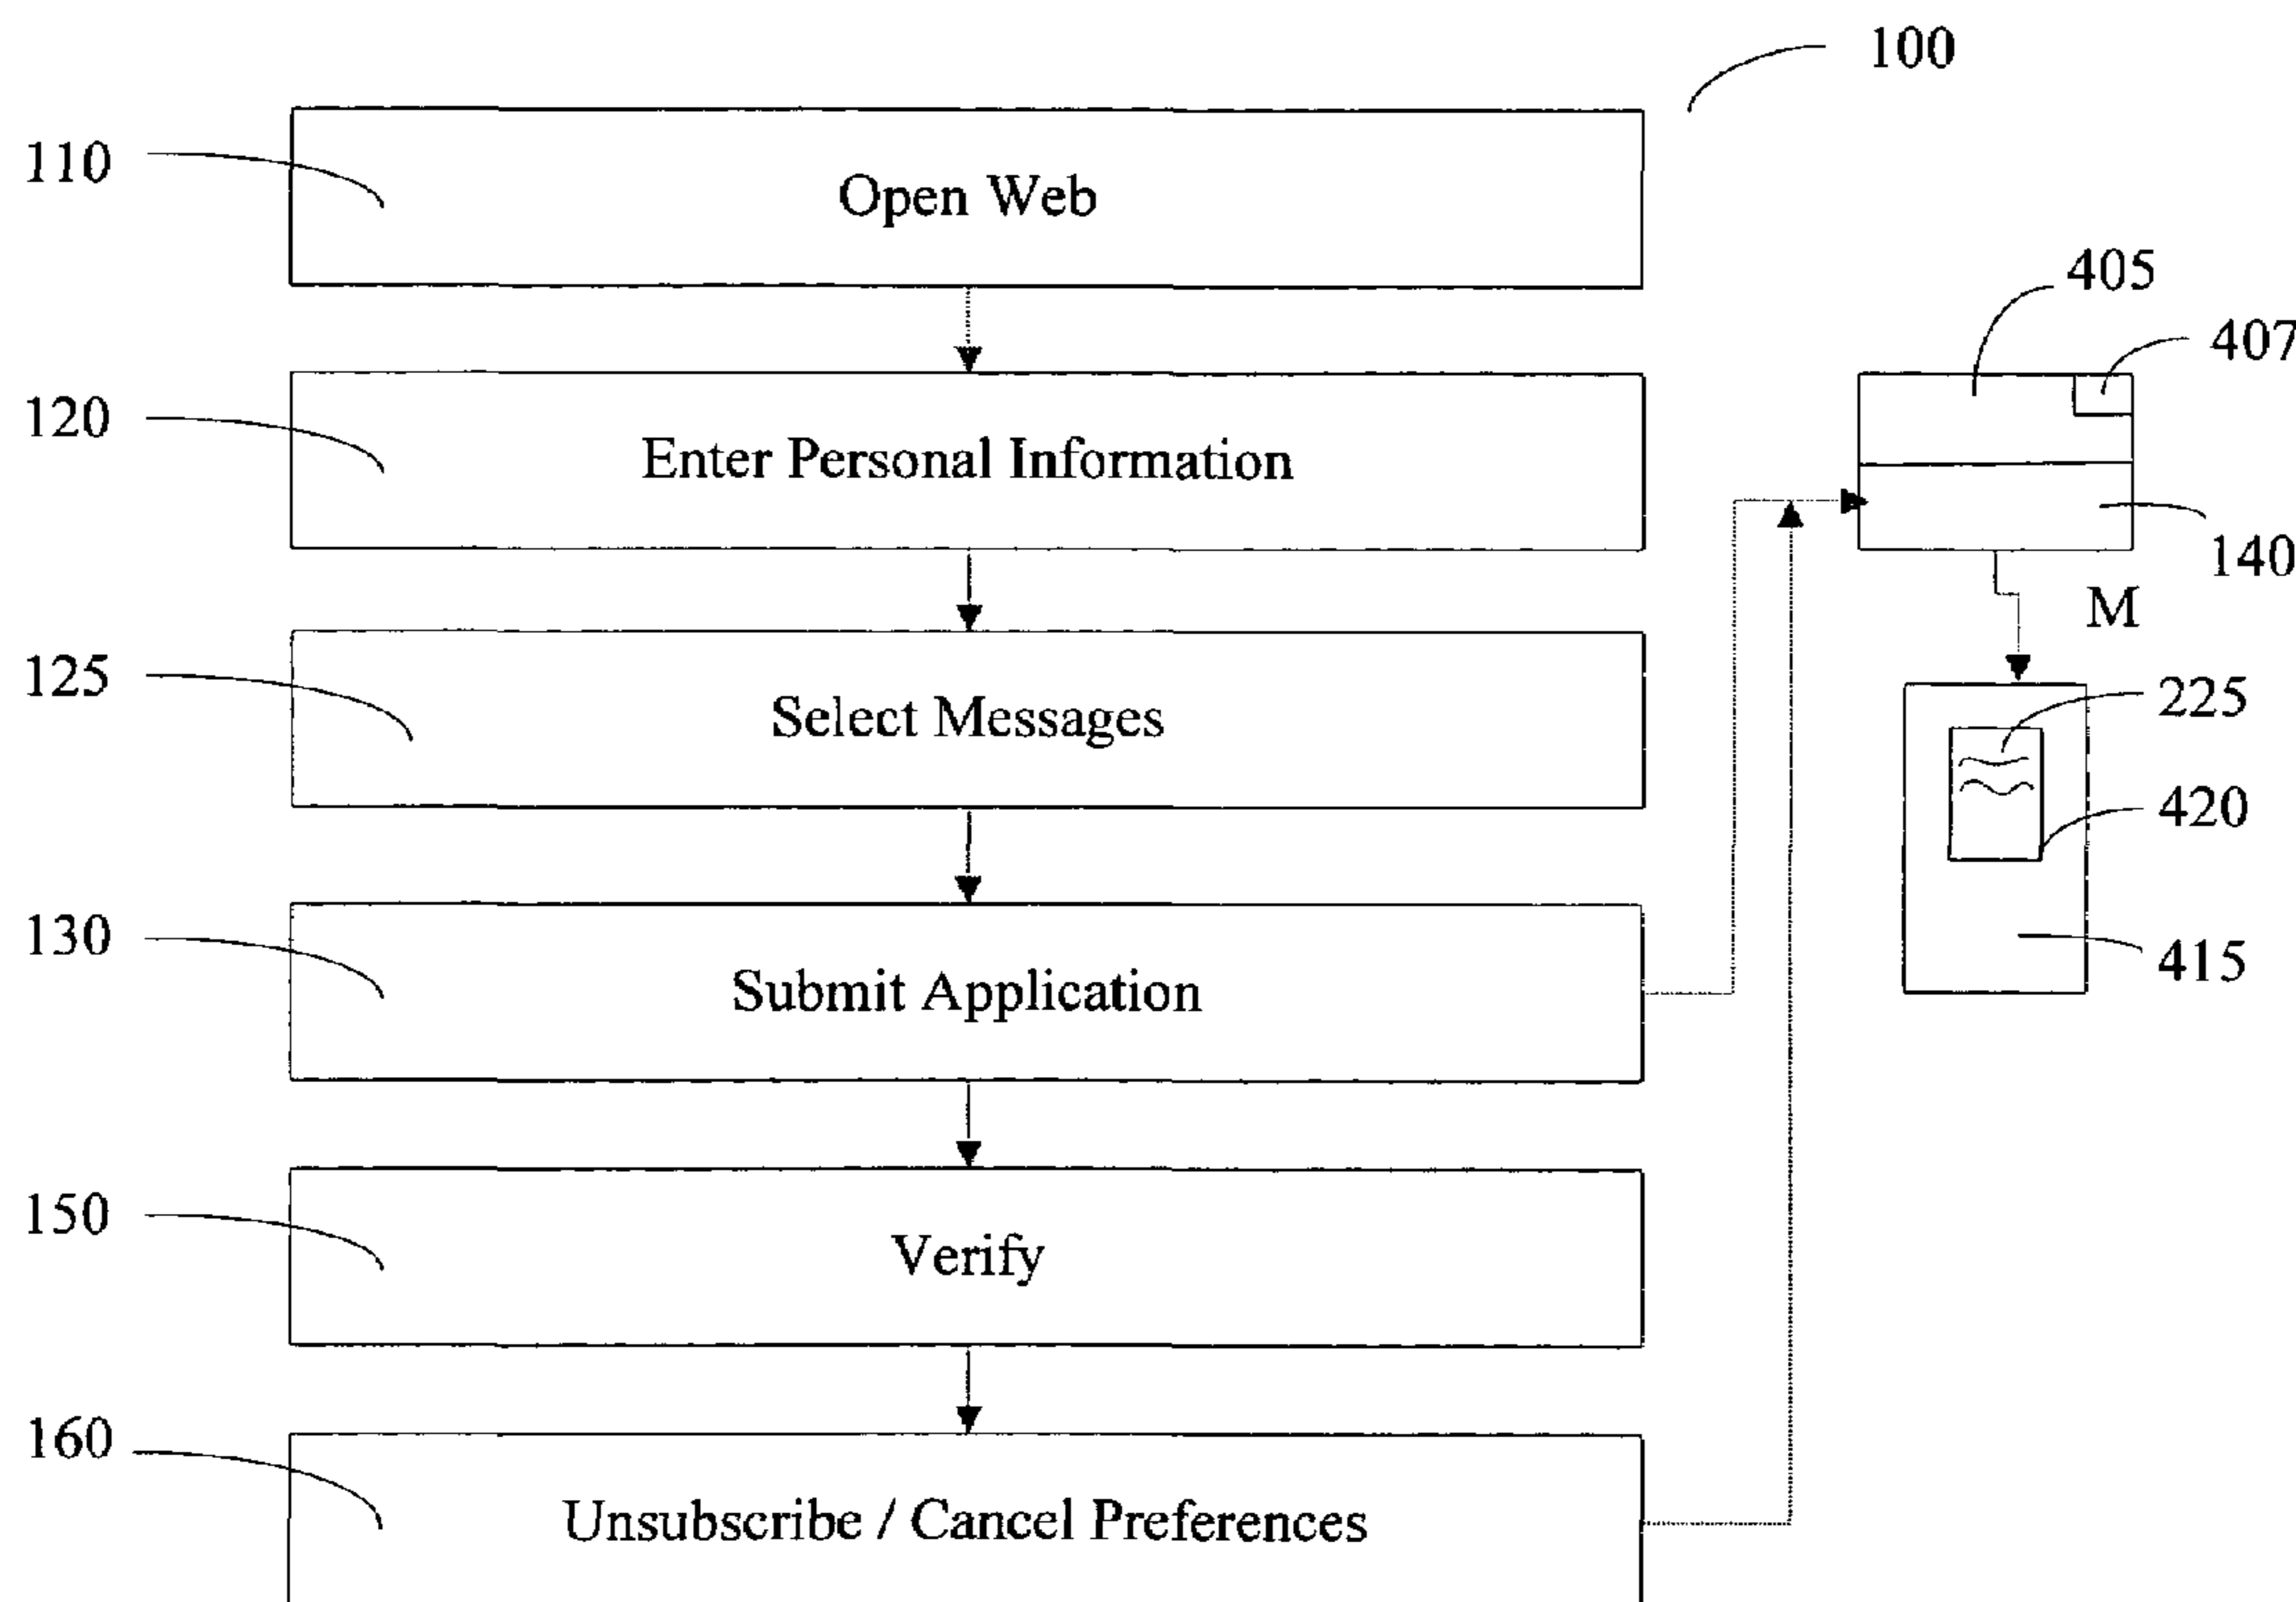 100
110
Open Web
405
407
120
Enter Personal Information
140
M
125
Select Messages
225
420
130
Submit Application
415
150
Verify
160
Unsubscribe / Cancel Preferences